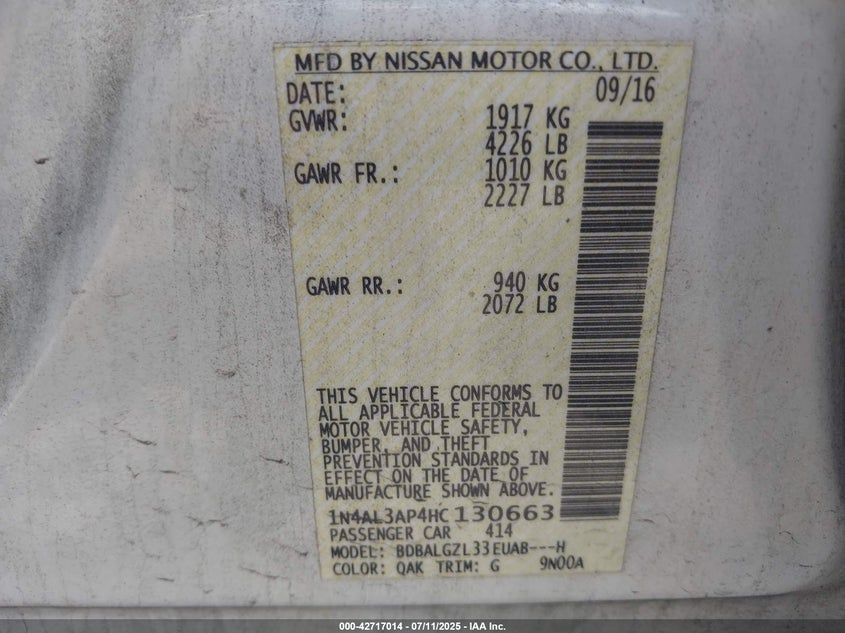 MFD BY NISSAN MOTOR CO., LTD.
DATE: 09/16
GVWR: 1917 KG
4226 LB
GAWR FR.: 1010 KG
2227 LB
GAWR RR.: 940 KG
2072 LB
THIS VEHICLE CONFORMS TO
ALL APPLICABLE FEDERAL
MOTOR VEHICLE SAFETY,
BUMPER, AND THEFT
PREVENTION STANDARDS IN
EFFECT ON THE DATE OF
MANUFACTURE SHOWN ABOVE.
1N4AL3AP4HC130663
PASSENGER CAR 414
MODEL: BDBALGZL33EUAB---H
COLOR: QAK TRIM: G 9N00A
000-42717014 - 07/11/2025 - IAA Inc.